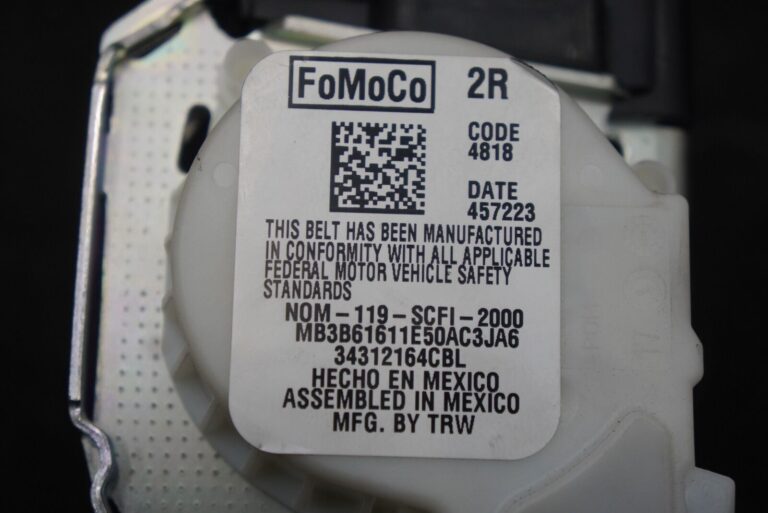 FoMoCo 2R
CODE
4818
DATE
457223
THIS BELT HAS BEEN MANUFACTURED
IN CONFORMITY WITH ALL APPLICABLE
FEDERAL MOTOR VEHICLE SAFETY
STANDARDS
NOM-119-SCFI-2000
MB3B61611E50AC3JA6
34312164CBL
HECHO EN MEXICO
ASSEMBLED IN MEXICO
MFG. BY TRW